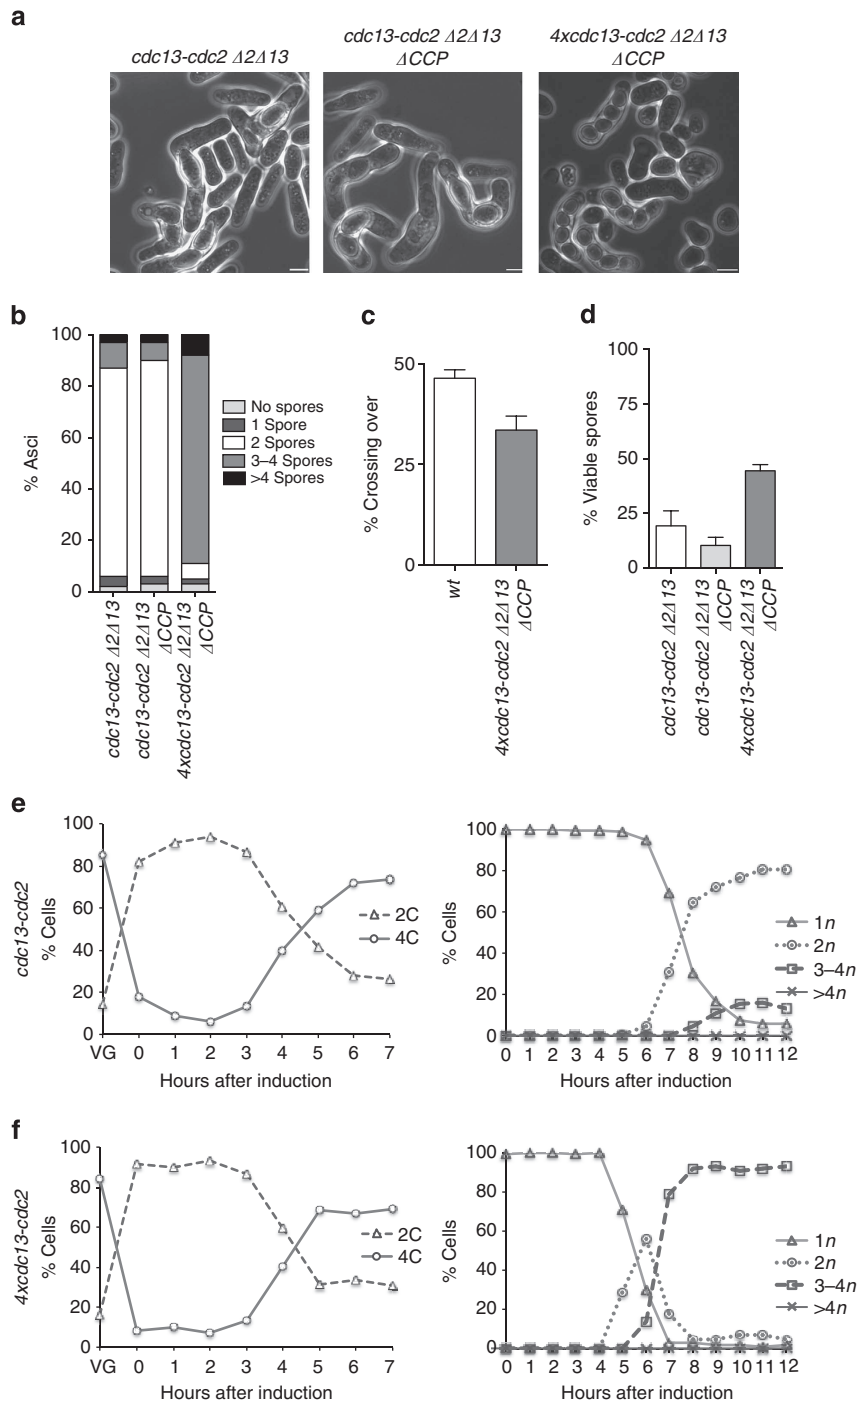 a
cdc13-cdc2 Δ2Δ13
cdc13-cdc2 Δ2Δ13
ΔCCP
4xcdc13-cdc2 Δ2Δ13
ΔCCP
b
% Asci
100
80
60
40
20
0
cdc13-cdc2 Δ2Δ13
cdc13-cdc2 Δ2Δ13
ΔCCP
4xcdc13-cdc2 Δ2Δ13
ΔCCP
No spores
1 Spore
2 Spores
3–4 Spores
>4 Spores
c
% Crossing over
50
25
0
wt
4xcdc13-cdc2 Δ2Δ13
ΔCCP
d
% Viable spores
100
75
50
25
0
cdc13-cdc2 Δ2Δ13
cdc13-cdc2 Δ2Δ13
ΔCCP
4xcdc13-cdc2 Δ2Δ13
ΔCCP
e
cdc13-cdc2
% Cells
100
80
60
40
20
0
VG 0 1 2 3 4 5 6 7
Hours after induction
2C
4C
% Cells
100
80
60
40
20
0
0 1 2 3 4 5 6 7 8 9 10 11 12
Hours after induction
1n
2n
3–4n
>4n
f
4xcdc13-cdc2
% Cells
100
80
60
40
20
0
VG 0 1 2 3 4 5 6 7
Hours after induction
2C
4C
% Cells
100
80
60
40
20
0
0 1 2 3 4 5 6 7 8 9 10 11 12
Hours after induction
1n
2n
3–4n
>4n